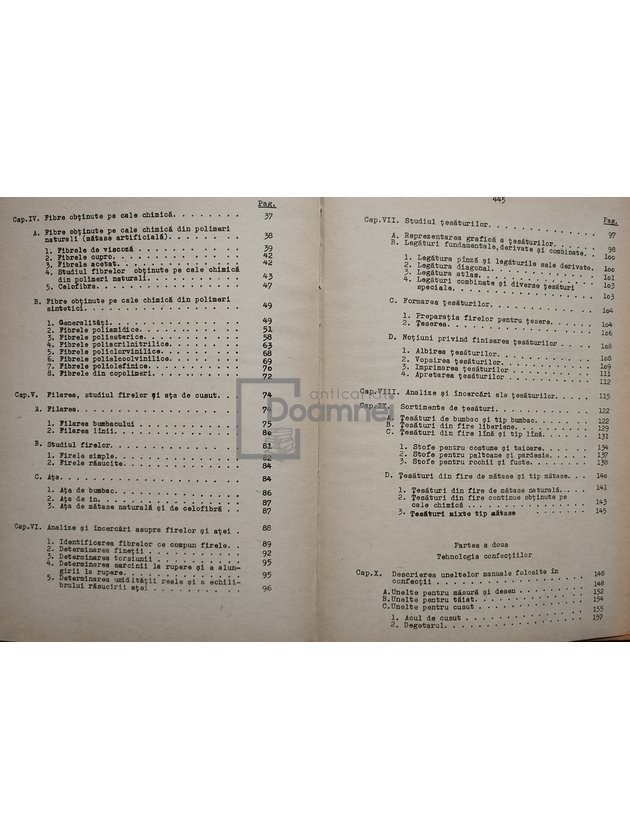 Pag.
Cap.IV. Fibre obținute pe cale chimică. . . . . . . . 37
A. Fibre obținute pe cale chimică din polimeri
naturali (mătase artificială). . . . . . . . . 38
1. Fibrele de viscoză . . . . . . . . . . . . 39
2. Fibrele cupro. . . . . . . . . . . . . . . 42
3. Fibrele acetat. . . . . . . . . . . . . . 42
4. Studiul fibrelor obținute pe cale chimică
din polimeri naturali. . . . . . . . . . . 43
5. Celofibra. . . . . . . . . . . . . . . . . 47
B. Fibre obținute pe cale chimică din polimeri
sintetici. . . . . . . . . . . . . . . . . . 49
1. Generalități. . . . . . . . . . . . . . . 49
2. Fibrele poliamidice. . . . . . . . . . . . 51
3. Fibrele poliesterice. . . . . . . . . . . 58
4. Fibrele poliacrilnitrilice. . . . . . . . 63
5. Fibrele policlorvinilice. . . . . . . . . 68
6. Fibrele polialcoolvinilice. . . . . . . . 69
7. Fibrele poliolefinice. . . . . . . . . . . 70
8. Fibre din copolimeri. . . . . . . . . . . 72
Cap.V. Filarea, studiul firelor și ața de cusut. . . 74
A. Filarea. . . . . . . . . . . . . . . . . . . 74
1. Filarea bumbacului . . . . . . . . . . . . 75
2. Filarea linii. . . . . . . . . . . . . . . 80
B. Studiul firelor. . . . . . . . . . . . . . . 81
1. Firele simple. . . . . . . . . . . . . . . 82
2. Firele răsucite. . . . . . . . . . . . . . 84
C. Ața. . . . . . . . . . . . . . . . . . . . . 84
1. Ața de bumbac. . . . . . . . . . . . . . . 86
2. Ața de in. . . . . . . . . . . . . . . . . 87
3. Ața de mătase naturală și de celofibră . . 87
Cap.VI. Analize și incercări asupra firelor și aței . 88
1. Identificarea fibrelor ce compun firele. . 89
2. Determinarea fineții . . . . . . . . . . . 92
3. Determinarea torsiunii . . . . . . . . . . 95
4. Determinarea sarcinii la rupere și a alun-
girii la rupere. . . . . . . . . . . . . . 95
5. Determinarea umidității reale și a echili-
brului răsucirii aței . . . . . . . . . . 96
445
Pag.
Cap.VII. Studiul țesăturilor. . . . . . . . . . . . . 97
A. Reprezentarea grafică a țesăturilor. . . . . 98
B. Legături fundamentale,derivate și combinate. 100
1. Legătura pînză și legăturile sale derivate. 100
2. Legătura diagonal. . . . . . . . . . . . . 101
3. Legătura atlas. . . . . . . . . . . . . . 103
4. Legături combinate și diverse țesături
speciale. . . . . . . . . . . . . . . . . 103
C. Formarea țesăturilor. . . . . . . . . . . . 104
1. Preparația firelor pentru țesere. . . . . 104
2. Țeserea. . . . . . . . . . . . . . . . . . 106
D. Noțiuni privind finisarea țesăturilor . . . 108
1. Albirea țesăturilor. . . . . . . . . . . . 108
2. Vopsirea țesăturilor. . . . . . . . . . . 110
3. Imprimarea țesăturilor . . . . . . . . . . 111
4. Apretarea țesăturilor . . . . . . . . . . 112
Cap.VIII. Analize și incercări ale țesăturilor. . . . 115
Cap.IX. Sortimente de țesături. . . . . . . . . . . . 122
A. Țesături de bumbac și tip bumbac. . . . . . 122
B. Țesături din fire liberiene. . . . . . . . . 129
C. Țesături din fire lină și tip lină. . . . . 131
1. Stofe pentru costume și taioare. . . . . . 134
2. Stofe pentru paltoane și pardesie. . . . . 137
3. Stofe pentru rochii și fuste. . . . . . . 138
D. Țesături din fire de mătase și tip mătase. . 140
1. Țesături din fire de mătase naturală. . . 141
2. Țesături din fire continue obținute pe
cale chimică . . . . . . . . . . . . . . . 143
3. Țesături mixte tip mătase . . . . . . . . 145
Partea a doua
Tehnologia confecțiilor
Cap.X. Descrierea uneltelor manuale folosite în
confecții . . . . . . . . . . . . . . . . . . 148
A.Unelte pentru măsură și desen . . . . . . . . 152
B.Unelte pentru tăiat. . . . . . . . . . . . . 154
C.Unelte pentru cusut . . . . . . . . . . . . . 155
1. Acul de cusut . . . . . . . . . . . . . . 157
2. Degetarul. . . . . . . . . . . . . . . . .
anticariat
Doamnei